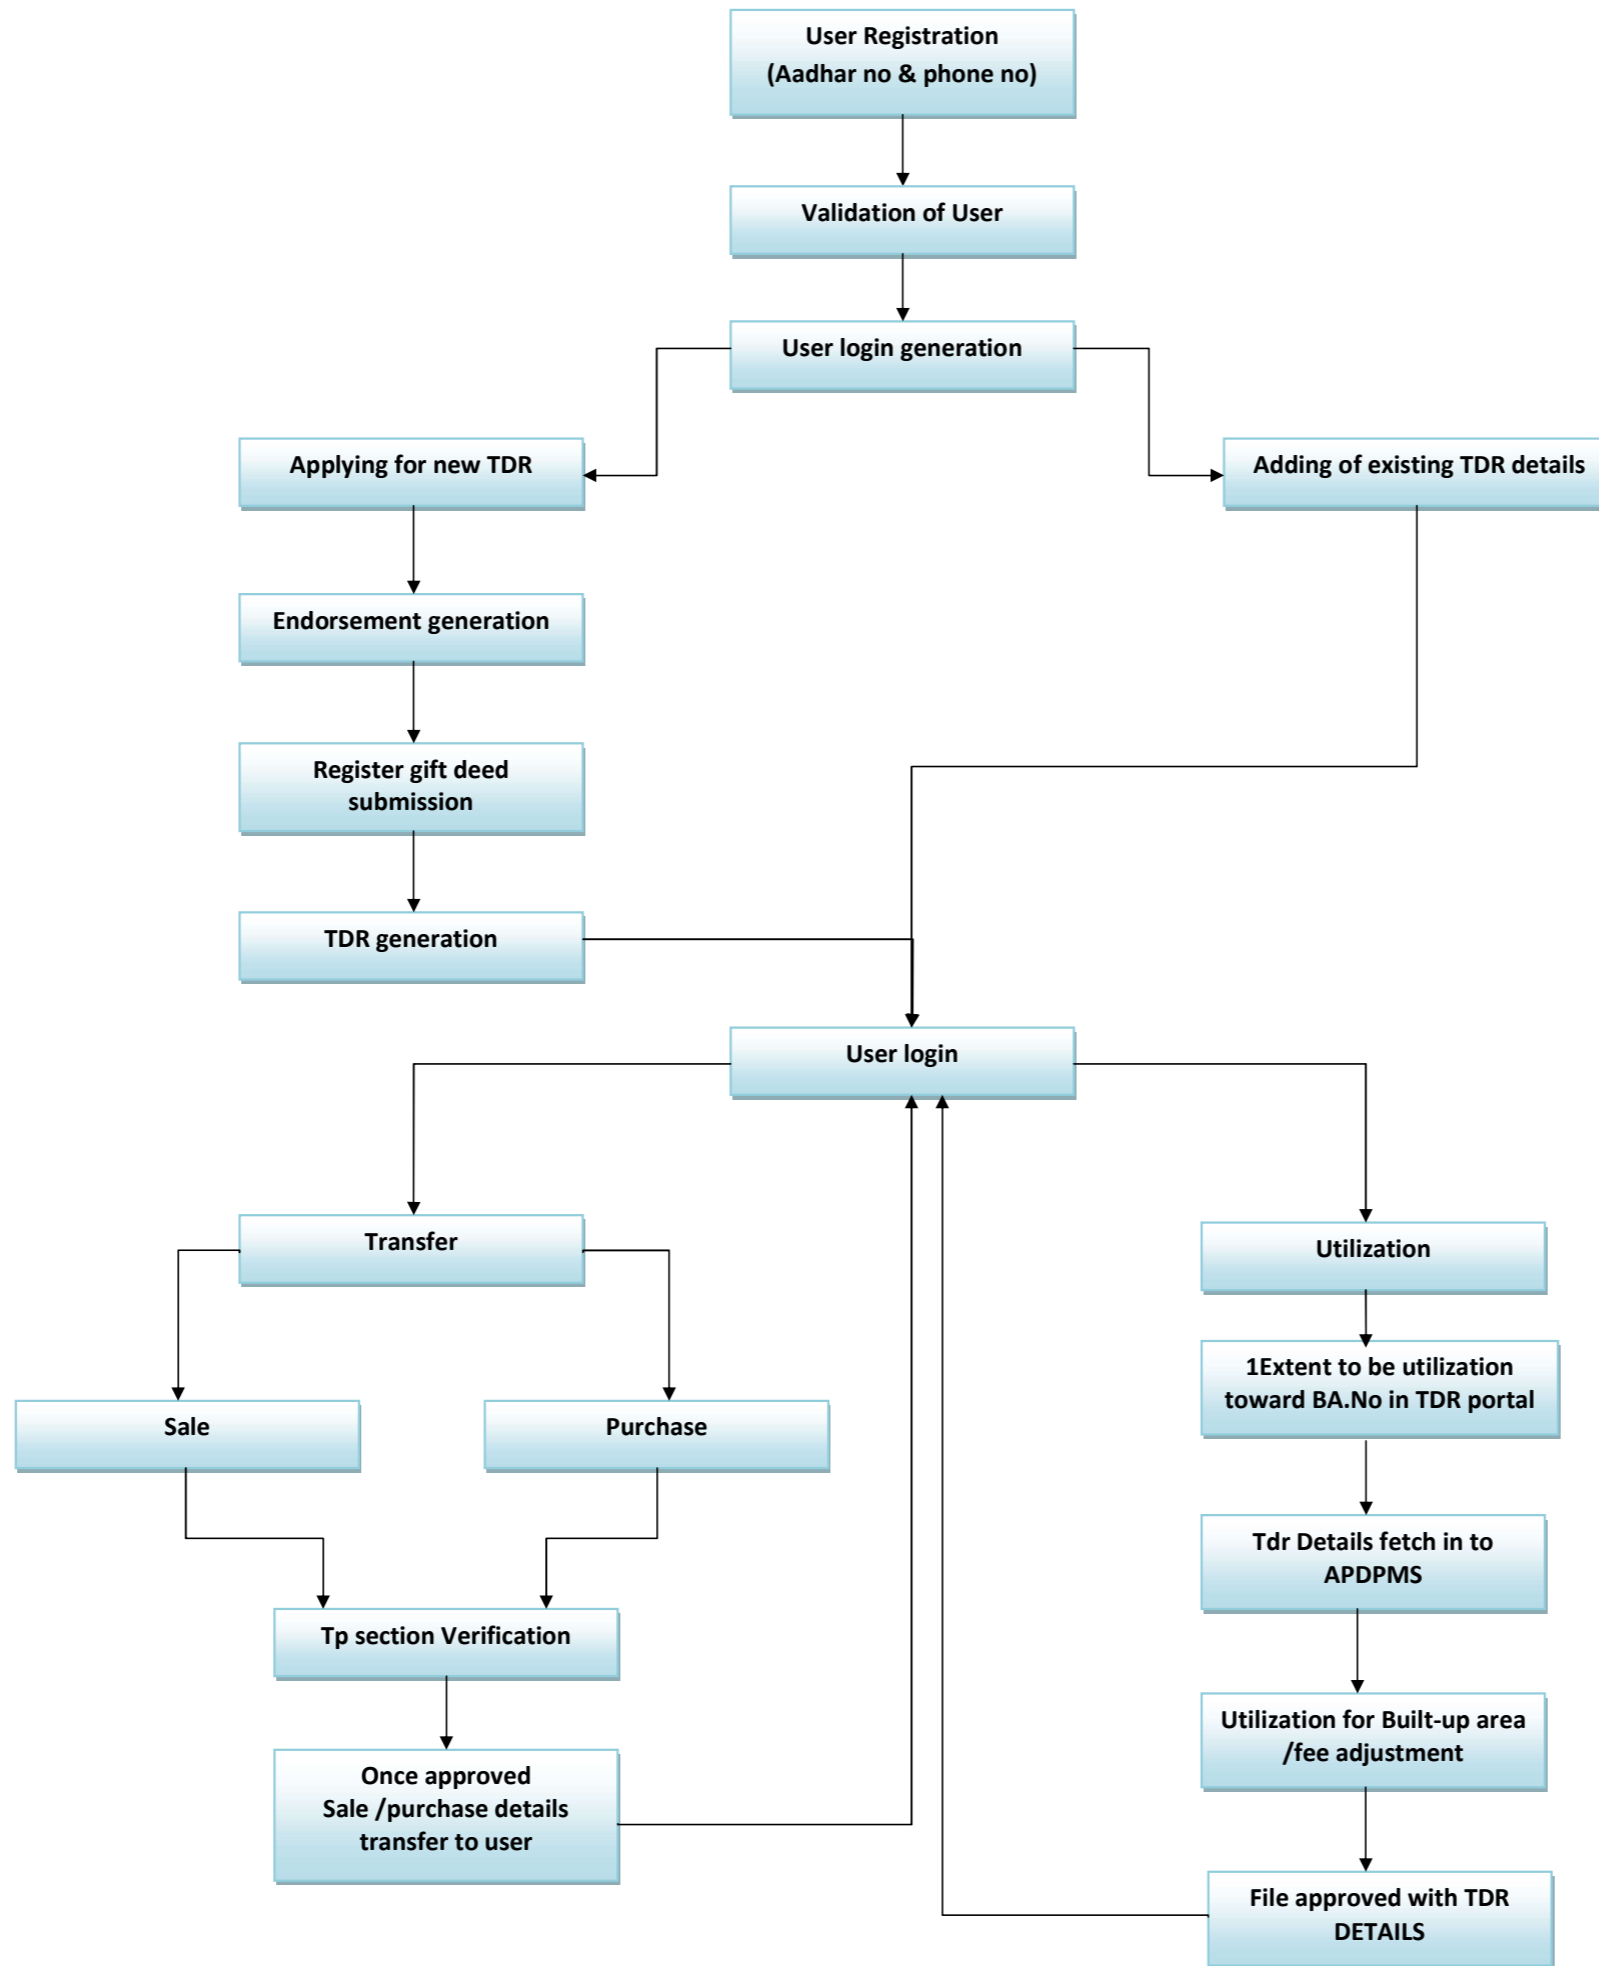 User Registration
(Aadhar no & phone no)
Validation of User
User login generation
Applying for new TDR
Adding of existing TDR details
Endorsement generation
Register gift deed
submission
TDR generation
User login
Transfer
Utilization
1Extent to be utilization
toward BA.No in TDR portal
Sale
Purchase
Tdr Details fetch in to
APDPMS
Tp section Verification
Utilization for Built-up area
/fee adjustment
Once approved
Sale /purchase details
transfer to user
File approved with TDR
DETAILS